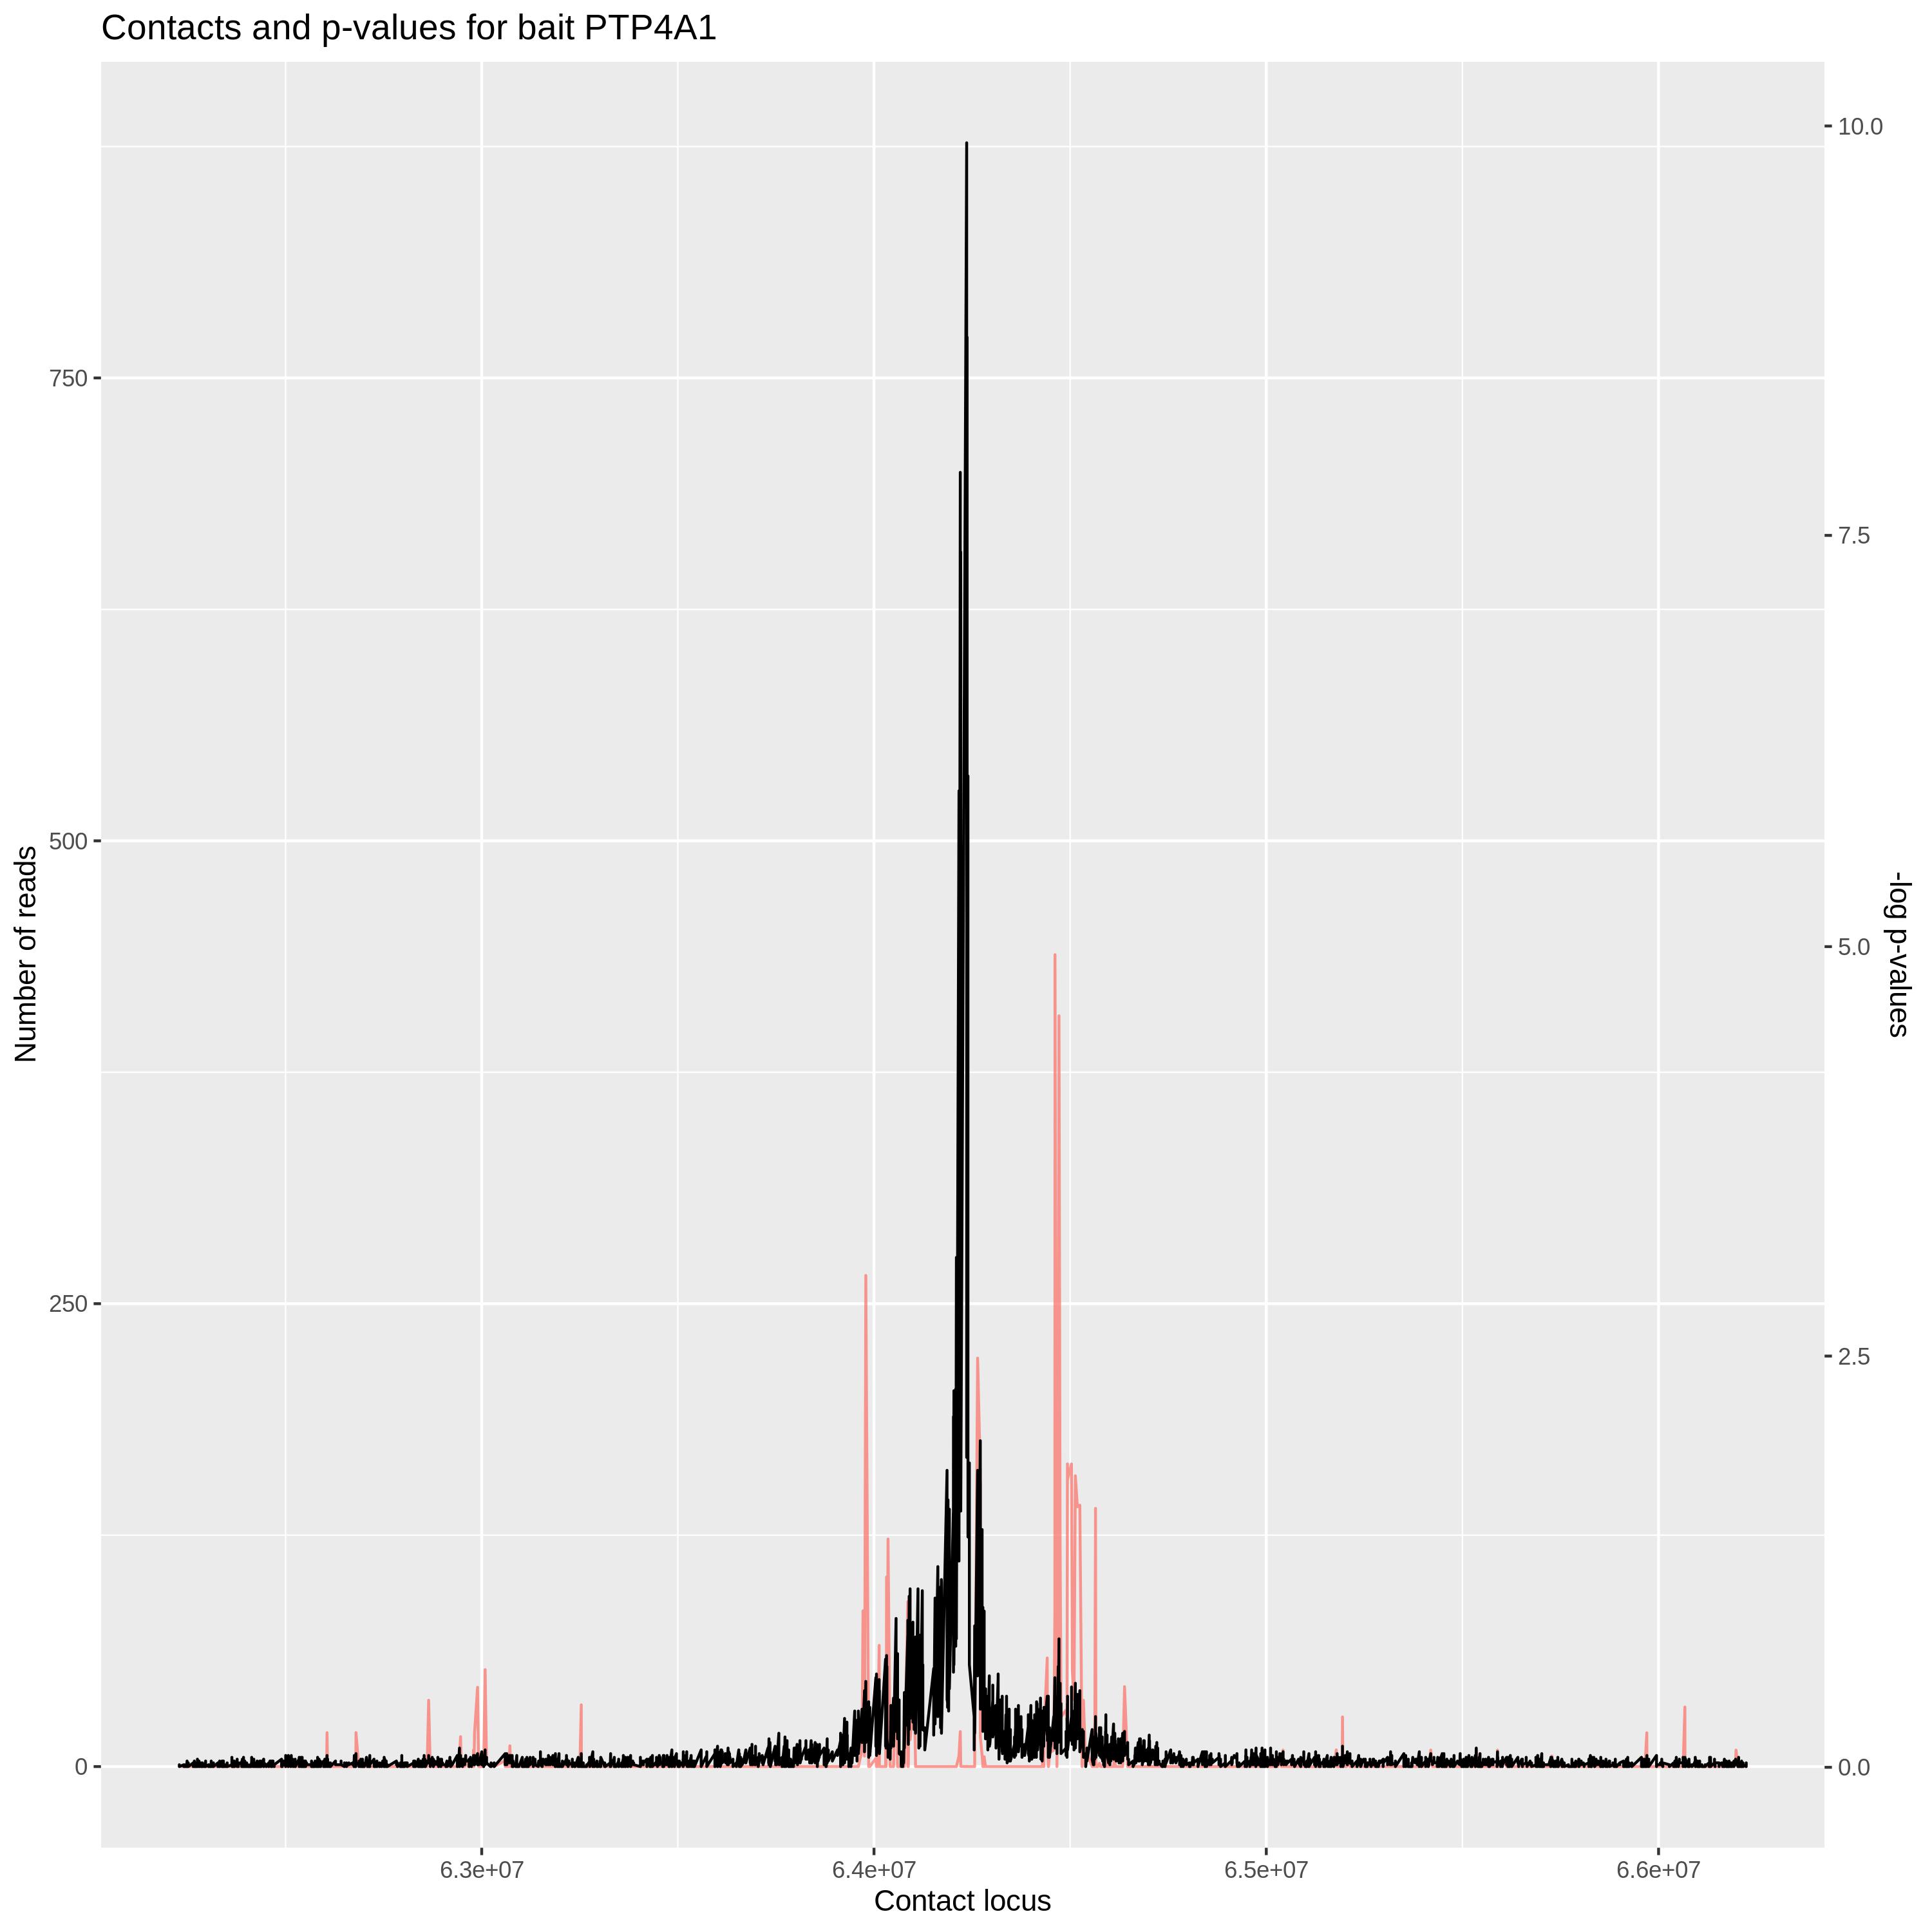 Contacts and p-values for bait PTP4A1
10.0
750
7.5
500
5.0
Number of reads
-log p-values
250
2.5
0
0.0
6.3e+07 6.4e+07 6.5e+07 6.6e+07
Contact locus